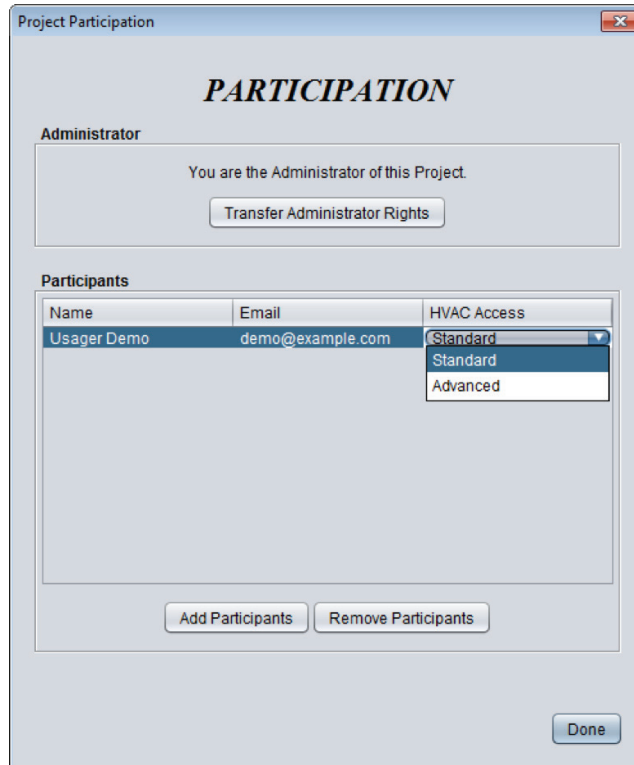 Project Participation
PARTICIPATION
Administrator
You are the Administrator of this Project.
Transfer Administrator Rights
Participants
Name Email HVAC Access
Usager Demo demo@example.com Standard
Standard
Advanced
Add Participants Remove Participants
Done